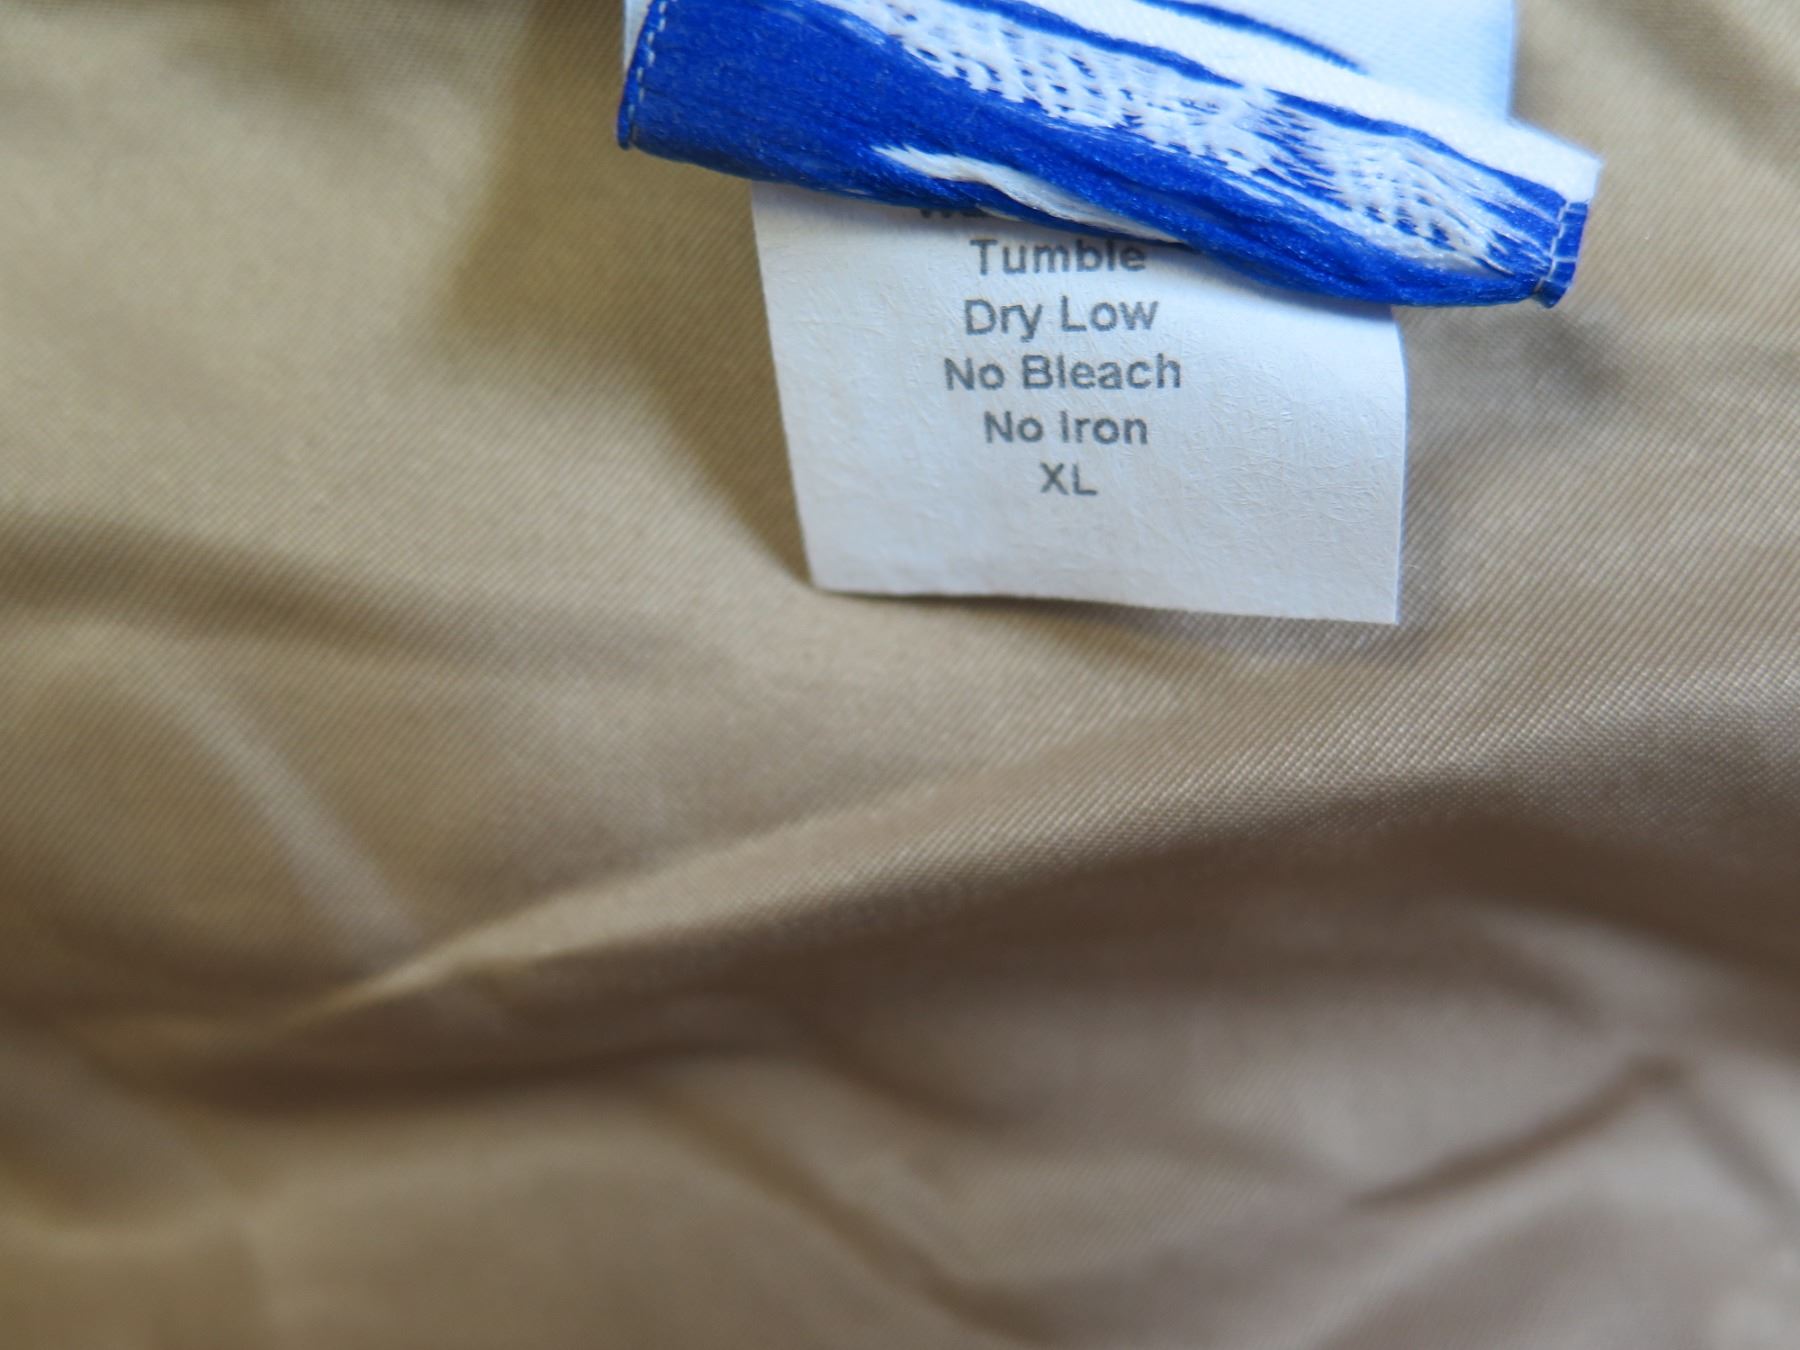 Tumble
Dry Low
No Bleach
No Iron
XL